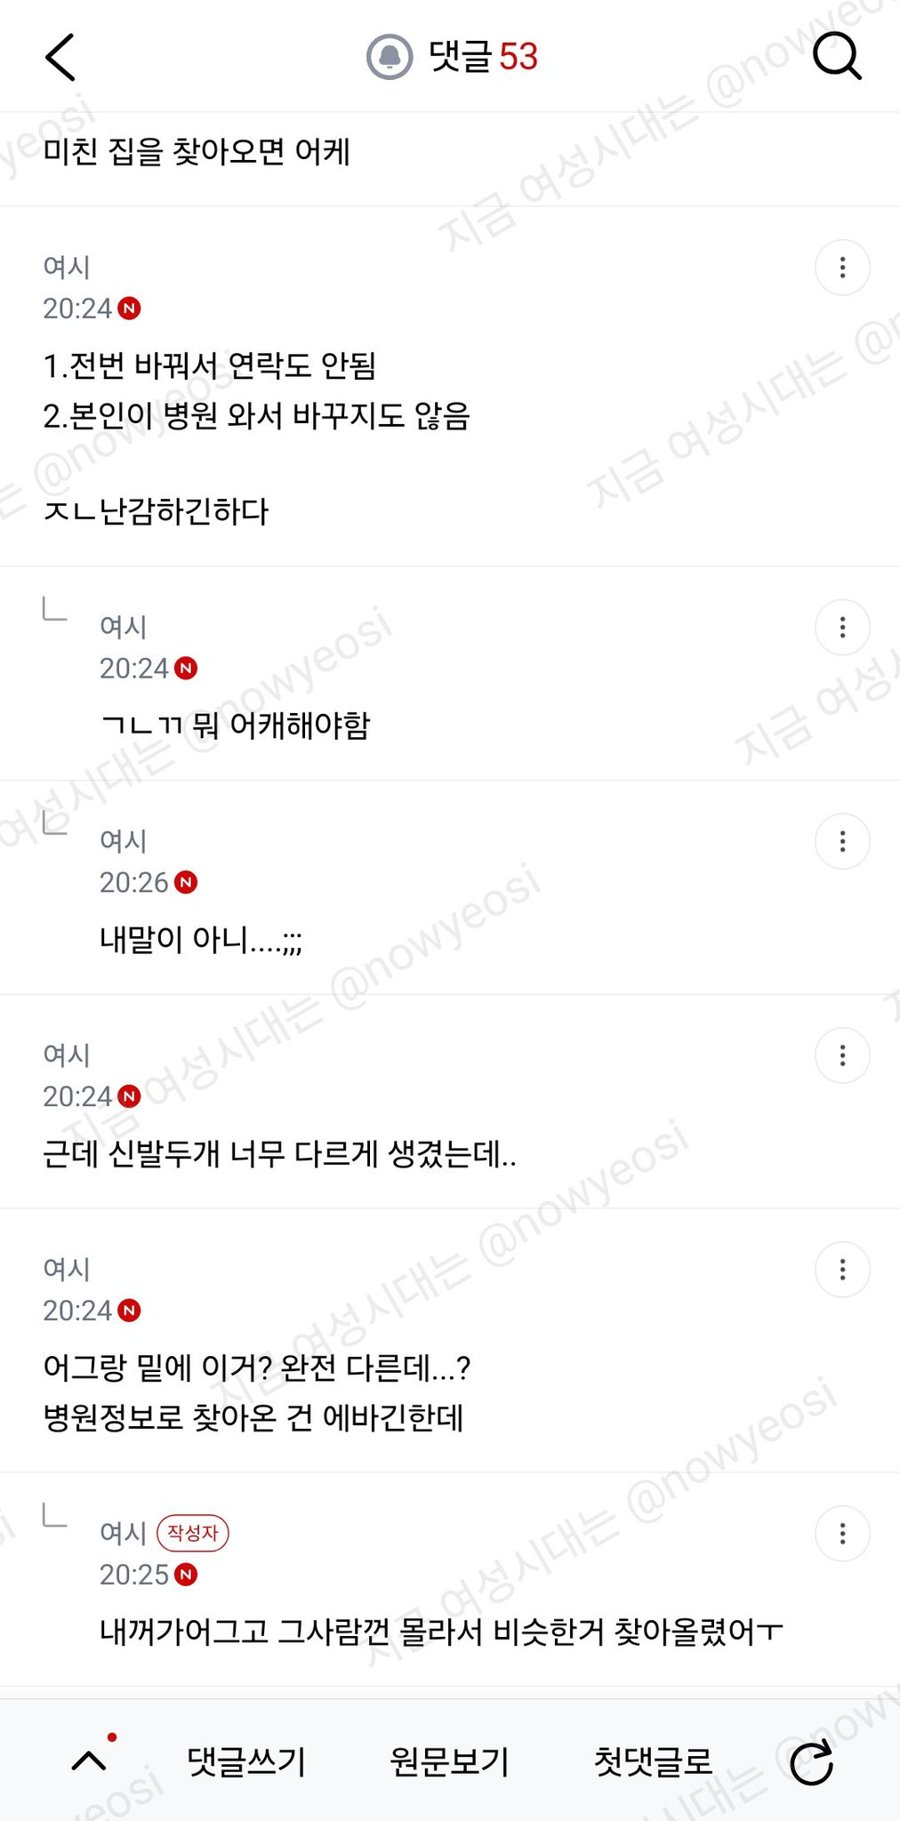 댓글 53
미친 집을 찾아오면 어케
여시
20:24 N
1.전번 바꿔서 연락도 안됨
2.본인이 병원 와서 바꾸지도 않음
ㅈㄴ난감하긴하다
여시
20:24 N
ㄱㄴㄲ 뭐 어캐해야함
여시
20:26 N
내말이 아니....;;;
여시
20:24 N
근데 신발두개 너무 다르게 생겼는데..
여시
20:24 N
어그랑 밑에 이거? 완전 다른데...?
병원정보로 찾아온 건 에바긴한데
여시 작성자
20:25 N
내꺼가어그고 그사람껀 몰라서 비슷한거 찾아올렸어ㅜ
댓글쓰기 원문보기 첫댓글로
지금 여성시대는 @nowyeosi